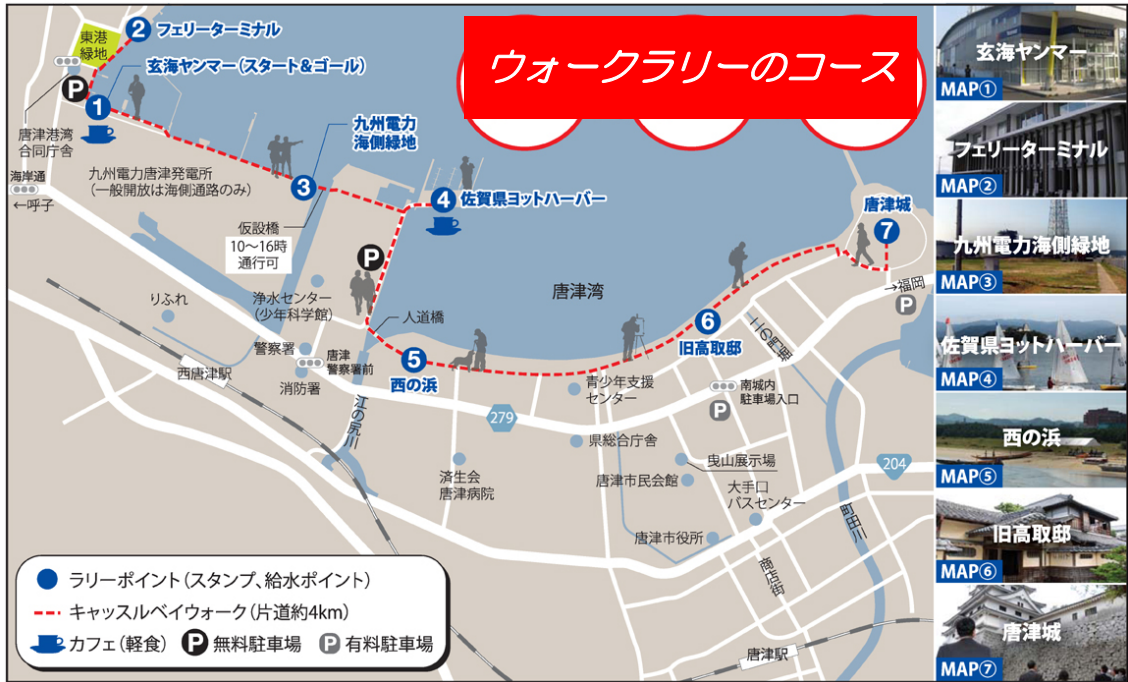 ウォークラリーのコース
② フェリーターミナル
東港
緑地
玄海ヤンマー(スタート&ゴール)
P
1
唐津港湾
合同庁舎
海岸通
←呼子
九州電力唐津発電所
(一般開放は海側通路のみ)
九州電力
海側緑地
3
4 佐賀県ヨットハーバー
仮設橋
10〜16時
通行可
P
唐津城
7
→福岡
P
唐津湾
りふれ
浄水センター
(少年科学館)
人道橋
警察署
唐津
警察署前
西唐津駅
消防署
5
西の浜
6
旧高取邸
二の門堀
青少年支援
センター
南城内
駐車場入口
P
江の尻川
279
県総合庁舎
済生会
唐津病院
曳山展示場
唐津市民会館
大手口
バスセンター
204
町田川
唐津市役所
商店街
唐津駅
ラリーポイント(スタンプ、給水ポイント)
キャッスルベイウォーク(片道約4km)
カフェ(軽食) P 無料駐車場 P 有料駐車場
玄海ヤンマー
MAP①
フェリーターミナル
MAP②
九州電力海側緑地
MAP③
佐賀県ヨットハーバー
MAP④
西の浜
MAP⑤
旧高取邸
MAP⑥
唐津城
MAP⑦